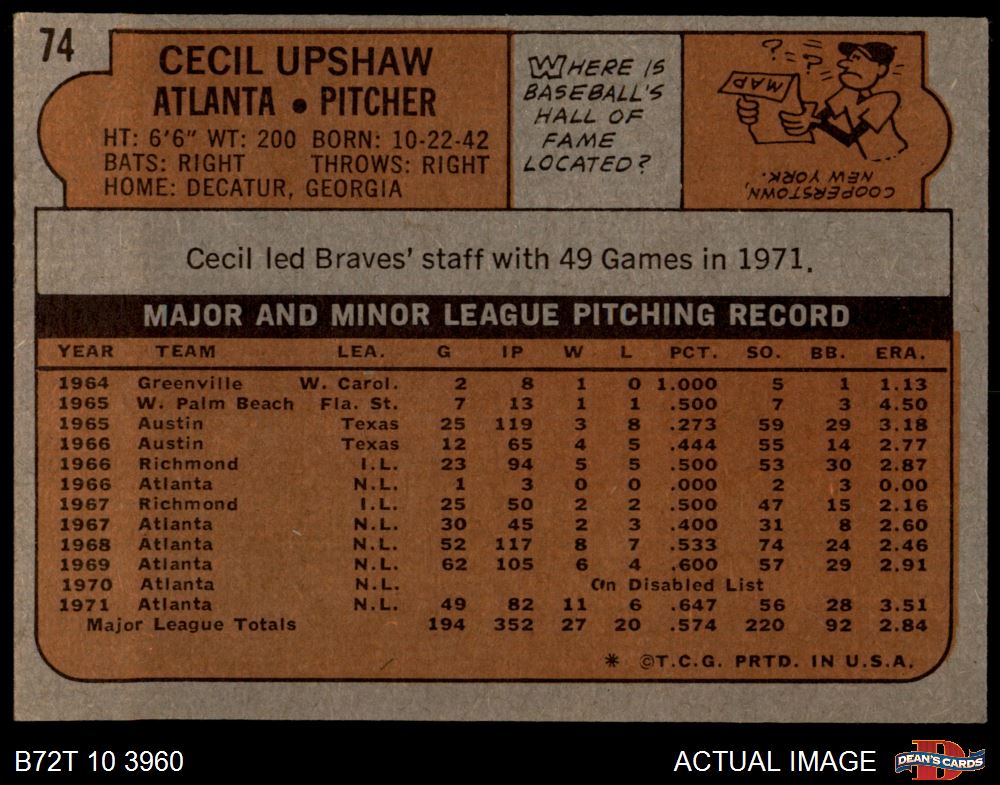 74
CECIL UPSHAW
ATLANTA • PITCHER
HT: 6'6" WT: 200 BORN: 10-22-42
BATS: RIGHT THROWS: RIGHT
HOME: DECATUR, GEORGIA
WHERE IS
BASEBALL'S
HALL OF
FAME
LOCATED?
? ?
MAP
COOPERSTOWN,
NEW YORK.
Cecil led Braves' staff with 49 Games in 1971.
MAJOR AND MINOR LEAGUE PITCHING RECORD
YEAR TEAM LEA. G IP W L PCT. SO. BB. ERA.
1964 Greenville W. Carol. 2 8 1 0 1.000 5 1 1.13
1965 W. Palm Beach Fla. St. 7 13 1 1 .500 7 3 4.50
1965 Austin Texas 25 119 3 8 .273 59 29 3.18
1966 Austin Texas 12 65 4 5 .444 55 14 2.77
1966 Richmond I.L. 23 94 5 5 .500 53 30 2.87
1966 Atlanta N.L. 1 3 0 0 .000 2 3 0.00
1967 Richmond I.L. 25 50 2 2 .500 47 15 2.16
1967 Atlanta N.L. 30 45 2 3 .400 31 8 2.60
1968 Atlanta N.L. 52 117 8 7 .533 74 24 2.46
1969 Atlanta N.L. 62 105 6 4 .600 57 29 2.91
1970 Atlanta N.L. On Disabled List
1971 Atlanta N.L. 49 82 11 6 .647 56 28 3.51
Major League Totals 194 352 27 20 .574 220 92 2.84
* ©T.C.G. PRTD. IN U.S.A.
B72T 10 3960
ACTUAL IMAGE
D
DEAN'S CARDS